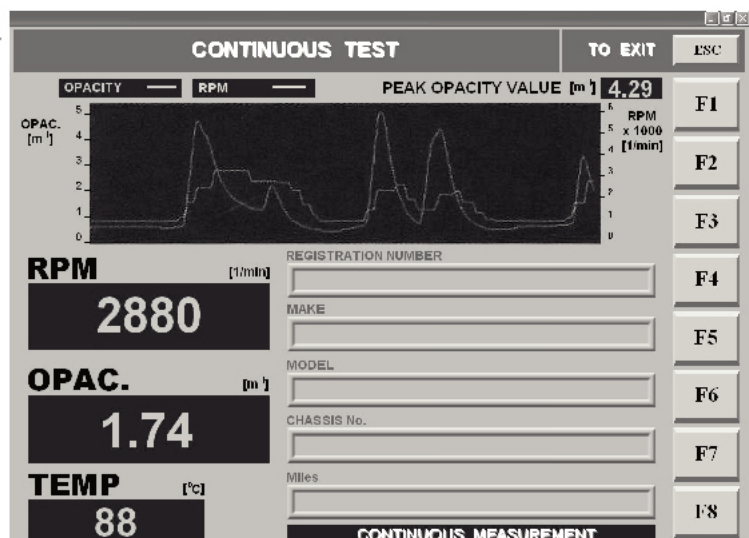 CONTINUOUS TEST TO EXIT ESC
OPACITY RPM PEAK OPACITY VALUE [m⁻¹] 4.29
F1
F2
F3
F4
F5
F6
F7
F8
OPAC.
[m⁻¹]
5
4
3
2
1
0
6
5
4
3
2
1
0
RPM
x 1000
[1/min]
RPM [1/min]
2880
OPAC. [m⁻¹]
1.74
TEMP [°C]
88
REGISTRATION NUMBER
MAKE
MODEL
CHASSIS No.
Miles
CONTINUOUS MEASUREMENT